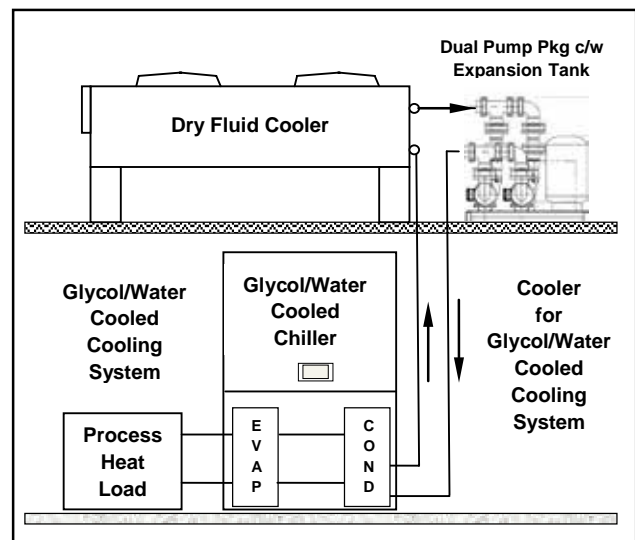 Dual Pump Pkg c/w
Expansion Tank
Dry Fluid Cooler
Glycol/Water
Cooled
Cooling
System
Glycol/Water
Cooled
Chiller
Cooler
for
Glycol/Water
Cooled
Cooling
System
Process
Heat
Load
E
V
A
P
C
O
N
D